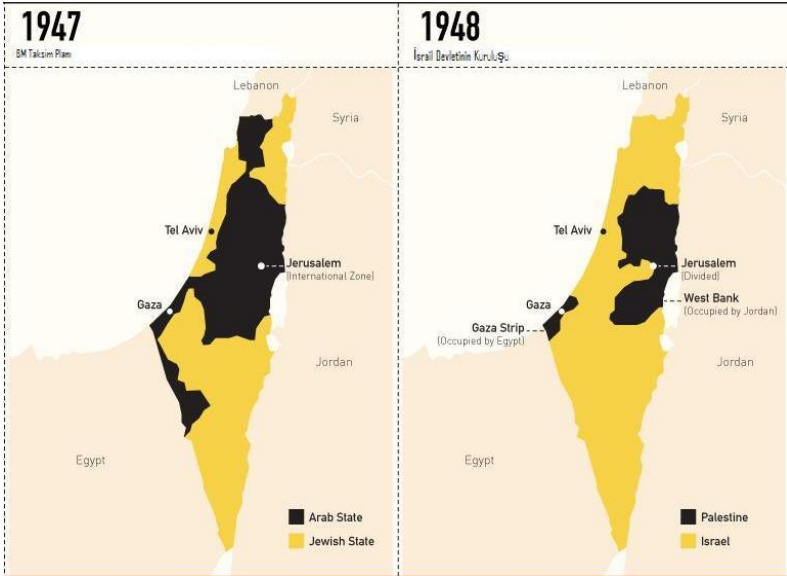 1947
BM Taksim Planı
Lebanon
Syria
Tel Aviv
Jerusalem
(International Zone)
Gaza
Jordan
Egypt
Arab State
Jewish State
1948
İsrail Devletinin Kuruluşu
Lebanon
Syria
Tel Aviv
Jerusalem
(Divided)
West Bank
(Occupied by Jordan)
Gaza
Gaza Strip
(Occupied by Egypt)
Jordan
Egypt
Palestine
Israel